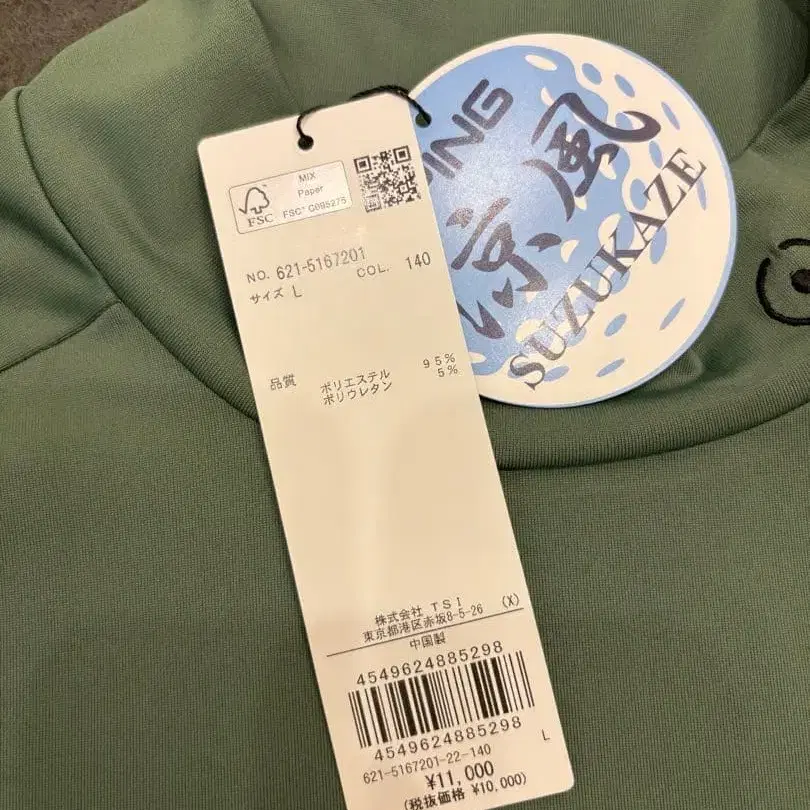 MIX
Paper
FSC® C095275
FSC
NO. 621-5167201 COL. 140
サイズ L
品質 ポリエステル 95%
ポリウレタン 5%
株式会社 TSI (X)
東京都港区赤坂8-5-26
中国製
4549624885298
4549624885298
621-5167201-22-140 L
¥11,000
(税抜価格 ¥10,000)
涼風
SUZUKAZE